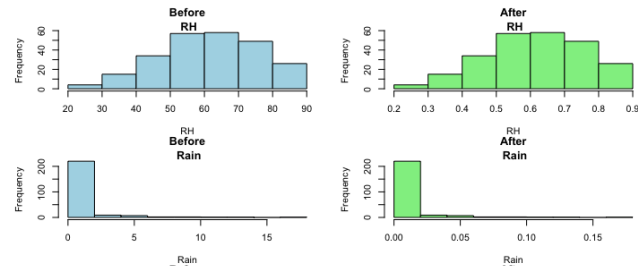 Before
RH
Frequency
0 20 40 60
20 30 40 50 60 70 80 90
RH
After
RH
Frequency
0 20 40 60
0.2 0.3 0.4 0.5 0.6 0.7 0.8 0.9
RH
Before
Rain
Frequency
0 100 200
0 5 10 15
Rain
After
Rain
Frequency
0 100 200
0.00 0.05 0.10 0.15
Rain